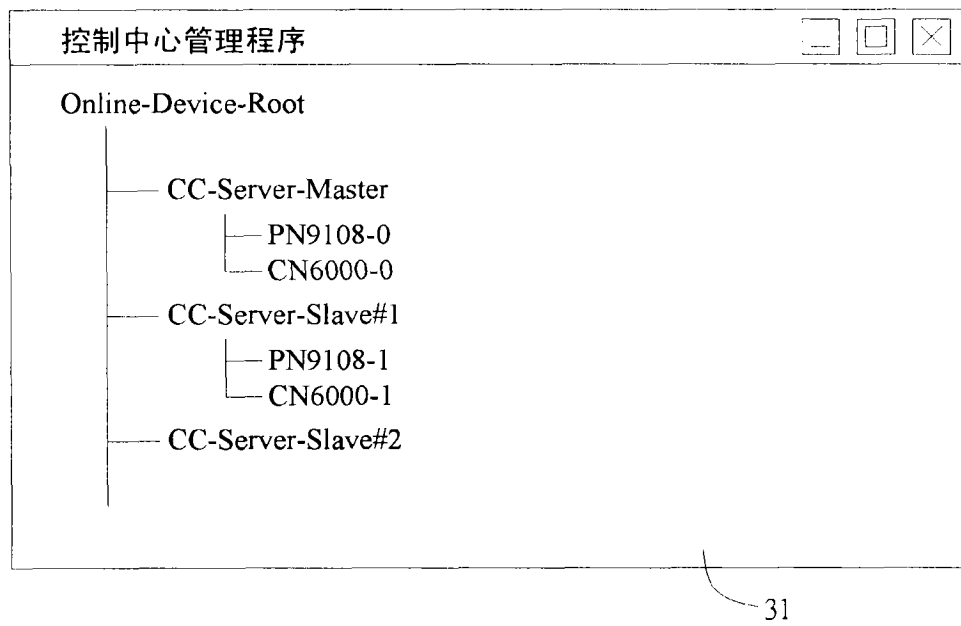 控制中心管理程序
Online-Device-Root
CC-Server-Master
PN9108-0
CN6000-0
CC-Server-Slave#1
PN9108-1
CN6000-1
CC-Server-Slave#2
31